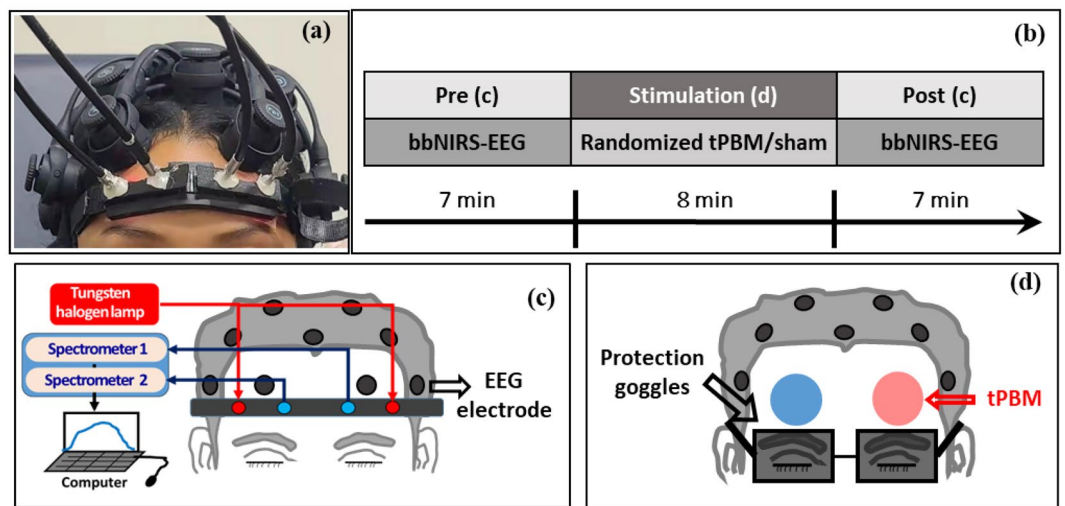 (a)
(b)
Pre (c)
Stimulation (d)
Post (c)
bbNIRS-EEG
Randomized tPBM/sham
bbNIRS-EEG
7 min
8 min
7 min
(c)
Tungsten
halogen lamp
Spectrometer 1
Spectrometer 2
Computer
EEG
electrode
(d)
Protection
goggles
tPBM